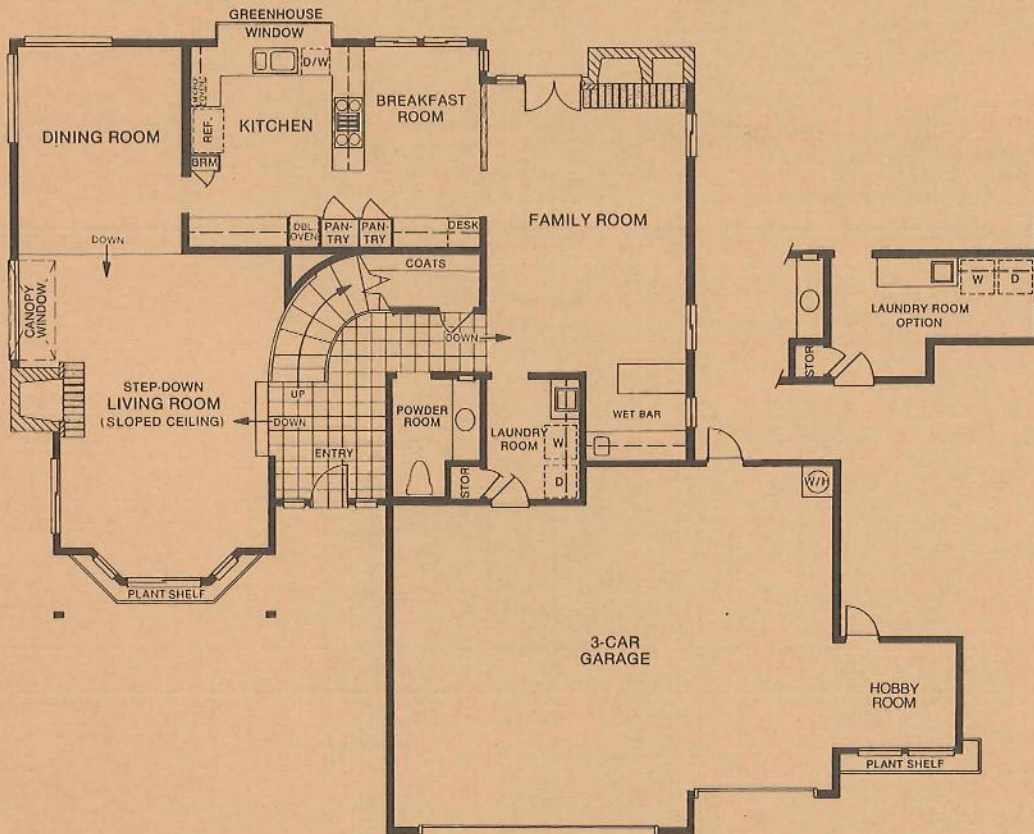 GREENHOUSE
WINDOW
D/W
MICRO
REF.
KITCHEN
BREAKFAST
ROOM
DINING ROOM
BRM
FAMILY ROOM
DBL.
OVEN
PAN-
TRY
PAN-
TRY
DESK
DOWN
COATS
CANOPY
WINDOW
DOWN
W
D
LAUNDRY ROOM
OPTION
STOR
STEP-DOWN
LIVING ROOM
(SLOPED CEILING)
UP
DOWN
POWDER
ROOM
WET BAR
LAUNDRY
ROOM
W
ENTRY
STOR
D
W/H
PLANT SHELF
3-CAR
GARAGE
HOBBY
ROOM
PLANT SHELF